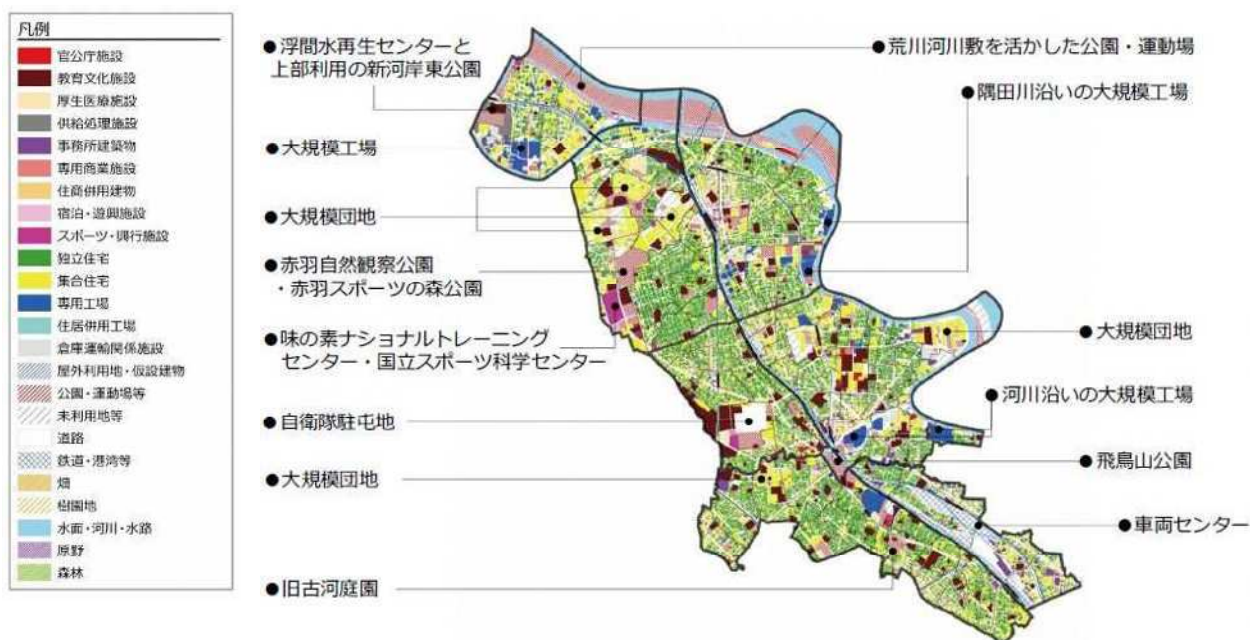 凡例
官公庁施設
教育文化施設
厚生医療施設
供給処理施設
事務所建築物
専用商業施設
住商併用建物
宿泊・遊興施設
スポーツ・興行施設
独立住宅
集合住宅
専用工場
住居併用工場
倉庫運輸関係施設
屋外利用地・仮設建物
公園・運動場等
未利用地等
道路
鉄道・港湾等
畑
樹園地
水面・河川・水路
原野
森林
●浮間水再生センターと
上部利用の新河岸東公園
●大規模工場
●大規模団地
●赤羽自然観察公園
・赤羽スポーツの森公園
●味の素ナショナルトレーニング
センター・国立スポーツ科学センター
●自衛隊駐屯地
●大規模団地
●旧古河庭園
●荒川河川敷を活かした公園・運動場
●隅田川沿いの大規模工場
●大規模団地
●河川沿いの大規模工場
●飛鳥山公園
●車両センター